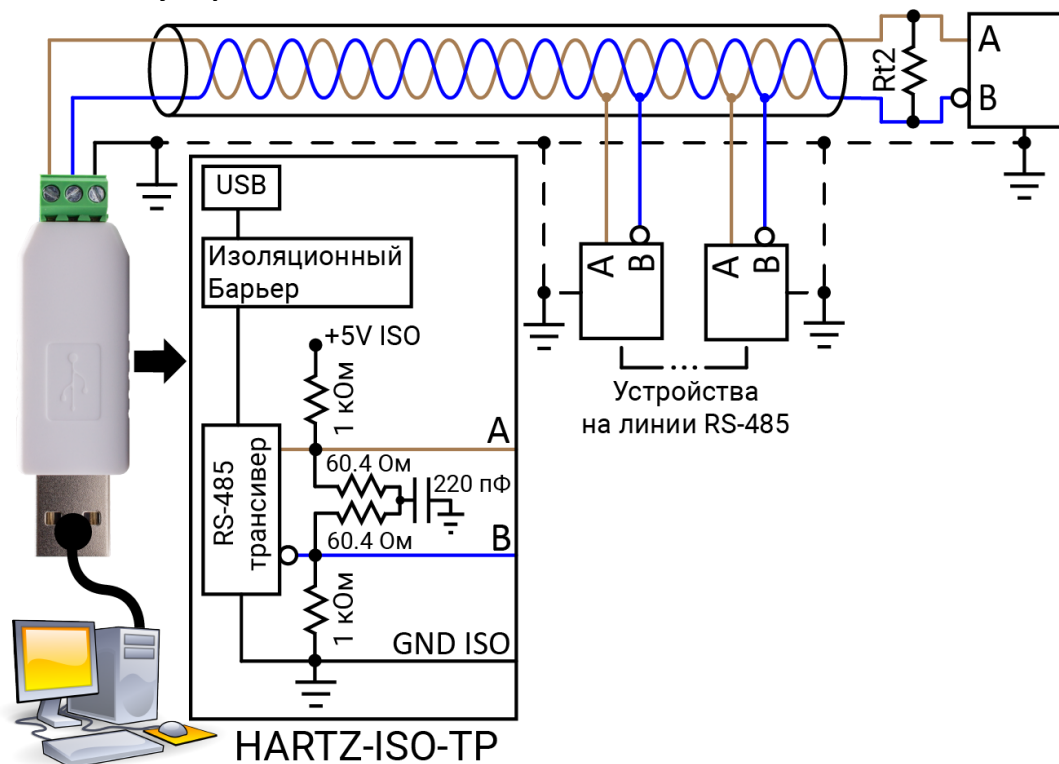 Rt2
A
B
USB
Изоляционный
Барьер
+5V ISO
1 кОм
A
60.4 Ом
220 пФ
RS-485
трансивер
60.4 Ом
B
1 кОм
GND ISO
HARTZ-ISO-TP
A
B
A
B
Устройства
на линии RS-485